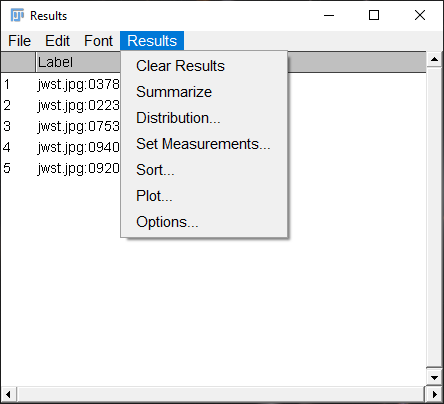 Results
File Edit Font Results
Label
Clear Results
Summarize
Distribution...
Set Measurements...
Sort...
Plot...
Options...
1 jwst.jpg:0378
2 jwst.jpg:0223
3 jwst.jpg:0753
4 jwst.jpg:0940
5 jwst.jpg:0920